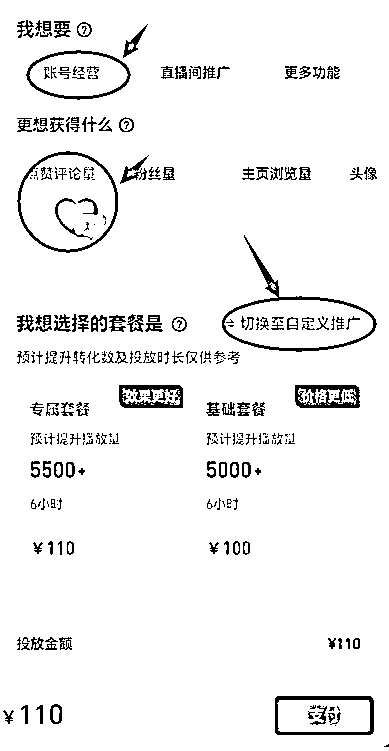 我想要 ?
账号经营 直播间推广 更多功能
更想获得什么 ?
点赞评论量 粉丝量 主页浏览量 头像
我想选择的套餐是 ? 切换至自定义推广
预计提升转化数及投放时长仅供参考
效果更好 价格更低
专属套餐 基础套餐
预计提升播放量 预计提升播放量
5500+ 5000+
6小时 6小时
¥110 ¥100
投放金额 ¥110
¥110 支付